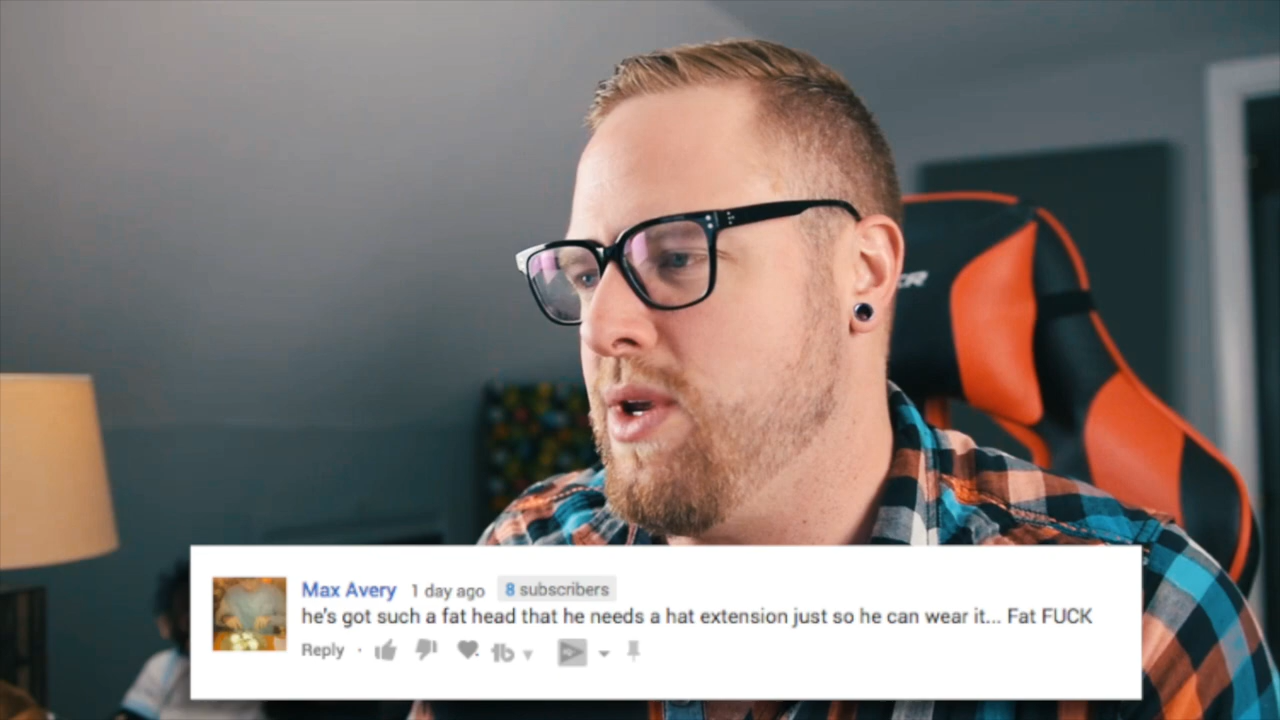 Max Avery 1 day ago 8 subscribers
he's got such a fat head that he needs a hat extension just so he can wear it... Fat FUCK
Reply